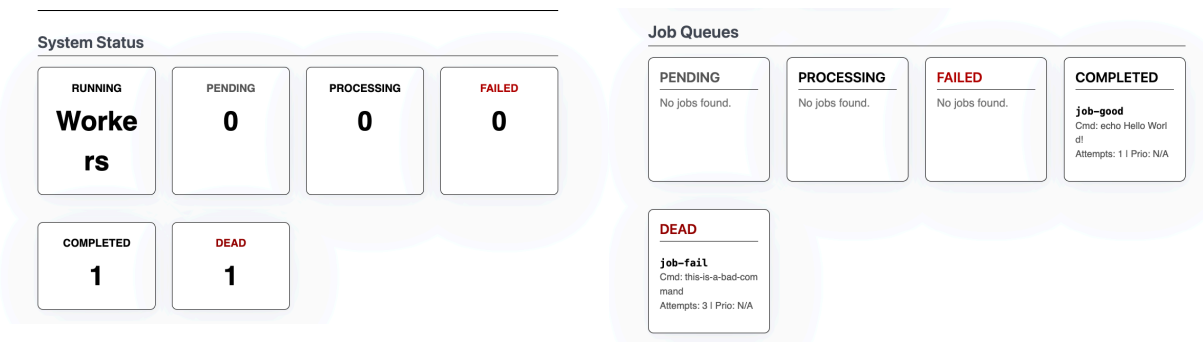 System Status
RUNNING
Worke
rs
PENDING
0
PROCESSING
0
FAILED
0
COMPLETED
1
DEAD
1
Job Queues
PENDING
No jobs found.
PROCESSING
No jobs found.
FAILED
No jobs found.
COMPLETED
job-good
Cmd: echo Hello Worl
d!
Attempts: 1 | Prio: N/A
DEAD
job-fail
Cmd: this-is-a-bad-com
mand
Attempts: 3 | Prio: N/A